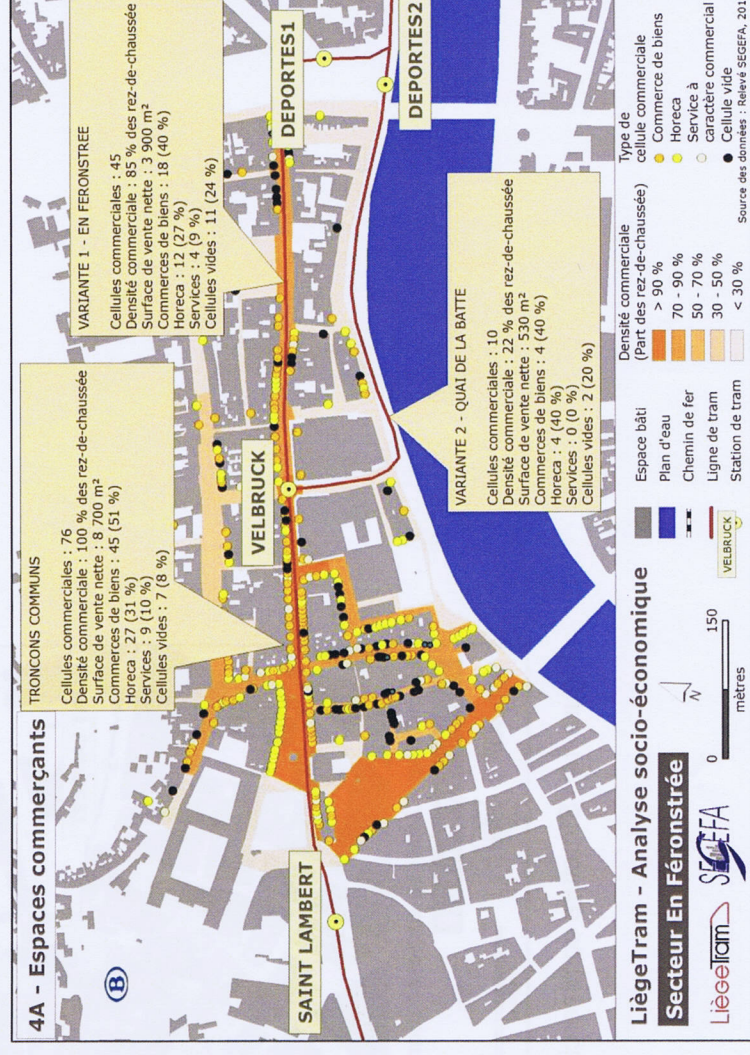 4A - Espaces commerçants
TRONCONS COMMUNS
Cellules commerciales : 76
Densité commerciale : 100 % des rez-de-chaussée
Surface de vente nette : 8 700 m²
Commerces de biens : 45 (51 %)
Horeca : 27 (31 %)
Services : 9 (10 %)
Cellules vides : 7 (8 %)
VARIANTE 1 - EN FERONSTREE
Cellules commerciales : 45
Densité commerciale : 85 % des rez-de-chaussée
Surface de vente nette : 3 900 m²
Commerces de biens : 18 (40 %)
Horeca : 12 (27 %)
Services : 4 (9 %)
Cellules vides : 11 (24 %)
B
SAINT LAMBERT
VELBRUCK
DEPORTES1
DEPORTES2
VARIANTE 2 - QUAI DE LA BATTE
Cellules commerciales : 10
Densité commerciale : 22 % des rez-de-chaussée
Surface de vente nette : 530 m²
Commerces de biens : 4 (40 %)
Horeca : 4 (40 %)
Services : 0 (0 %)
Cellules vides : 2 (20 %)
LiègeTram - Analyse socio-économique
Secteur En Féronstrée
LiègeTram
SEGEFA
N
0 150
mètres
Espace bâti
Plan d'eau
Chemin de fer
Ligne de tram
VELBRUCK
Station de tram
Densité commerciale
(Part des rez-de-chaussée)
> 90 %
70 - 90 %
50 - 70 %
30 - 50 %
< 30 %
Type de
cellule commerciale
Commerce de biens
Horeca
Service à
caractère commercial
Cellule vide
Source des données : Relevé SEGEFA, 201